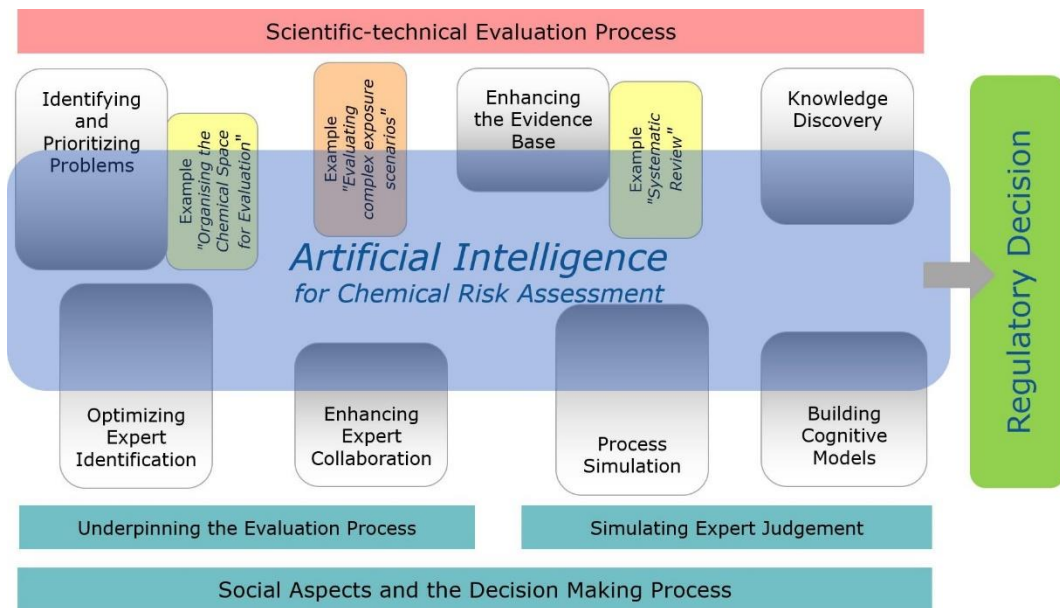 Scientific-technical Evaluation Process
Identifying
and
Prioritizing
Problems
Example
"Organising the
Chemical Space
for Evaluation"
Example
"Evaluating
complex exposure
scenarios"
Enhancing
the Evidence
Base
Example
"Systematic
Review"
Knowledge
Discovery
Artificial Intelligence
for Chemical Risk Assessment
Regulatory Decision
Optimizing
Expert
Identification
Enhancing
Expert
Collaboration
Process
Simulation
Building
Cognitive
Models
Underpinning the Evaluation Process
Simulating Expert Judgement
Social Aspects and the Decision Making Process